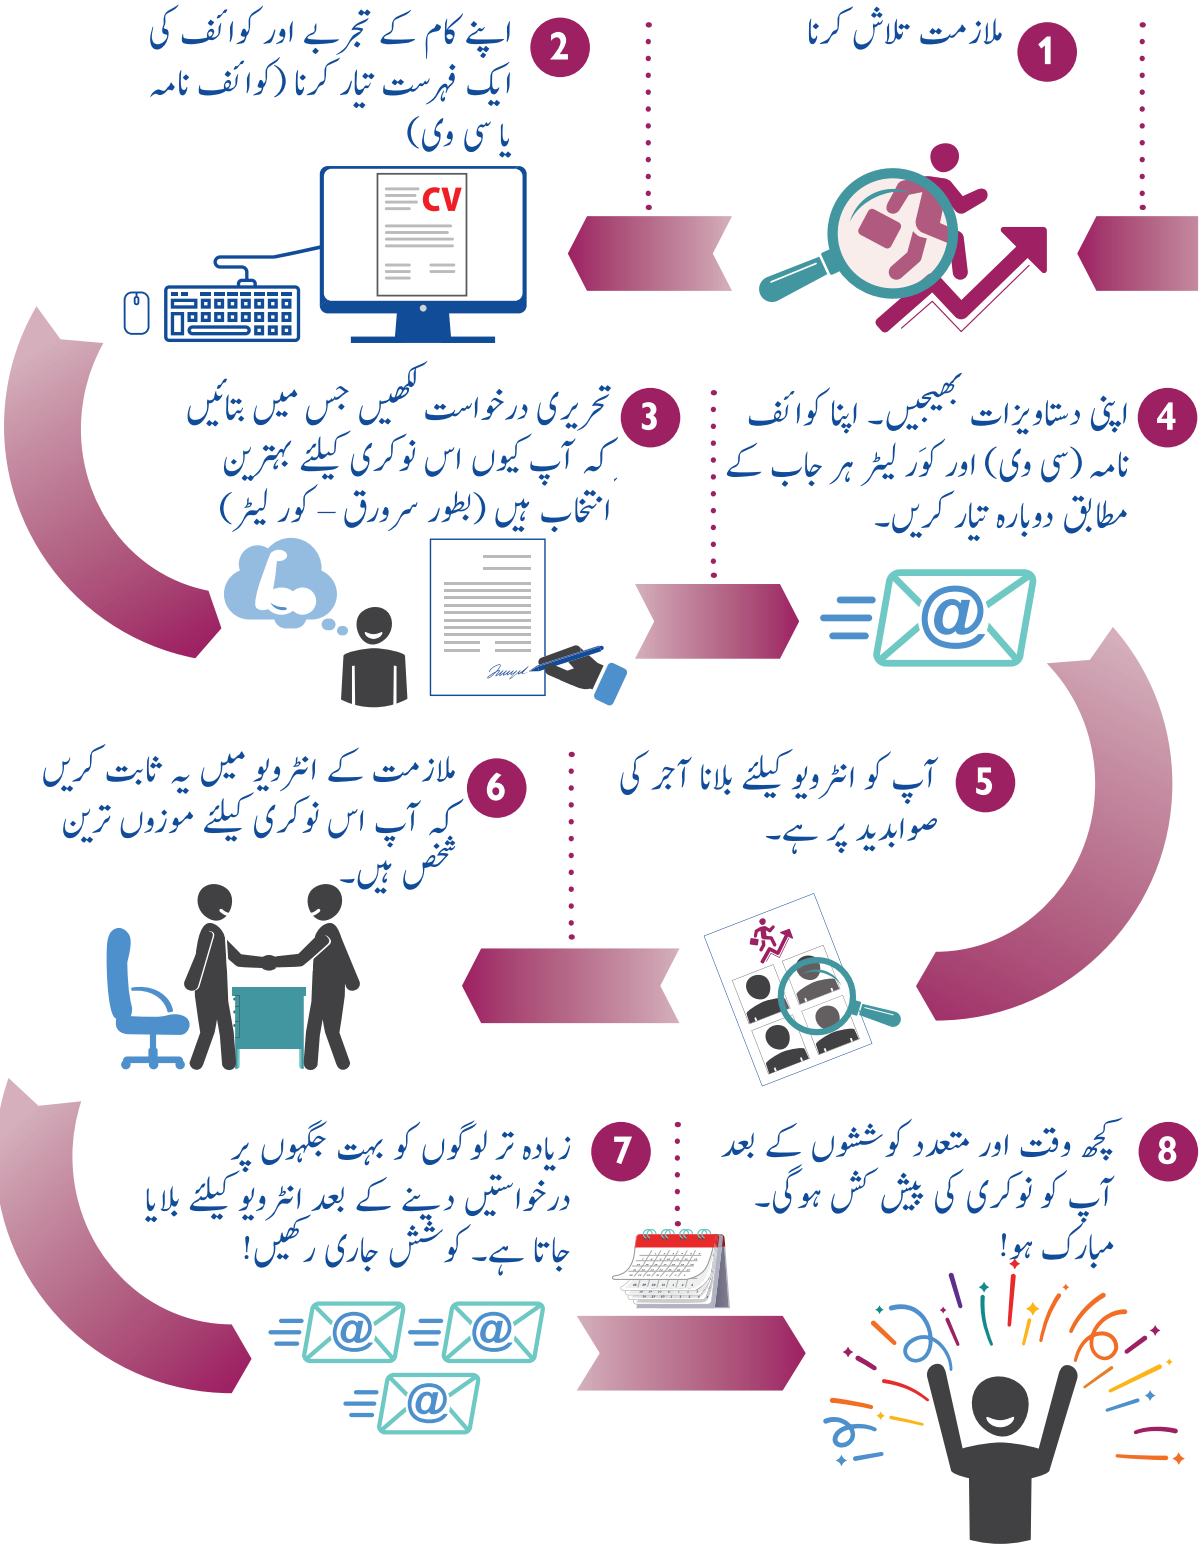 1
ملازمت تلاش کرنا
2
اپنے کام کے تجربے اور کوائف کی
ایک فہرست تیار کرنا (کوائف نامہ
یا سی وی)
CV
3
تحریری درخواست لکھیں جس میں بتائیں
کہ آپ کیوں اس نوکری کیلئے بہترین
انتخاب ہیں (بطور سرورق – کور لیٹر)
4
اپنی دستاویزات بھیجیں۔ اپنا کوائف
نامہ (سی وی) اور کوَر لیٹر ہر جاب کے
مطابق دوبارہ تیار کریں۔
@
5
آپ کو انٹرویو کیلئے بلانا آجر کی
صوابدید پر ہے۔
6
ملازمت کے انٹرویو میں یہ ثابت کریں
کہ آپ اس نوکری کیلئے موزوں ترین
شخص ہیں۔
7
زیادہ تر لوگوں کو بہت جگہوں پر
درخواستیں دینے کے بعد انٹرویو کیلئے بلایا
جاتا ہے۔ کوشش جاری رکھیں!
@
@
@
8
کچھ وقت اور متعدد کوششوں کے بعد
آپ کو نوکری کی پیش کش ہوگی۔
مبارک ہو!